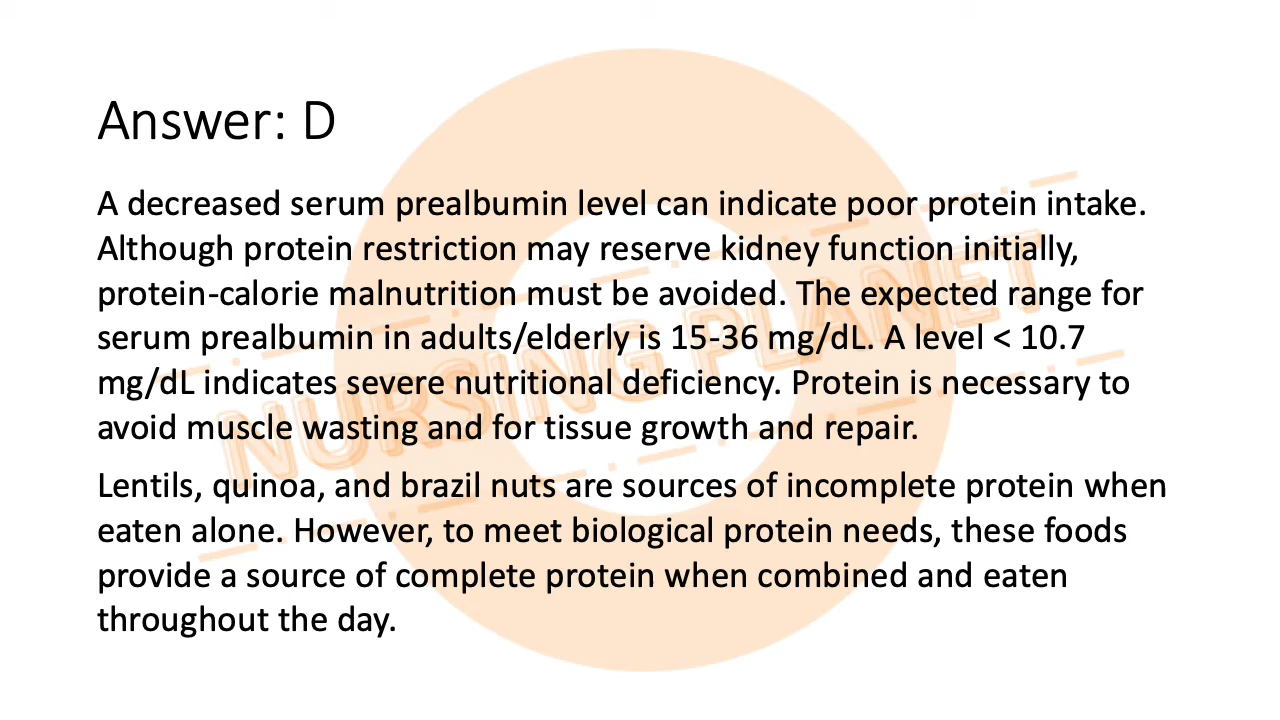 Answer: D
A decreased serum prealbumin level can indicate poor protein intake.
Although protein restriction may reserve kidney function initially,
protein-calorie malnutrition must be avoided. The expected range for
serum prealbumin in adults/elderly is 15-36 mg/dL. A level < 10.7
mg/dL indicates severe nutritional deficiency. Protein is necessary to
avoid muscle wasting and for tissue growth and repair.
Lentils, quinoa, and brazil nuts are sources of incomplete protein when
eaten alone. However, to meet biological protein needs, these foods
provide a source of complete protein when combined and eaten
throughout the day.
NURSING PLANET